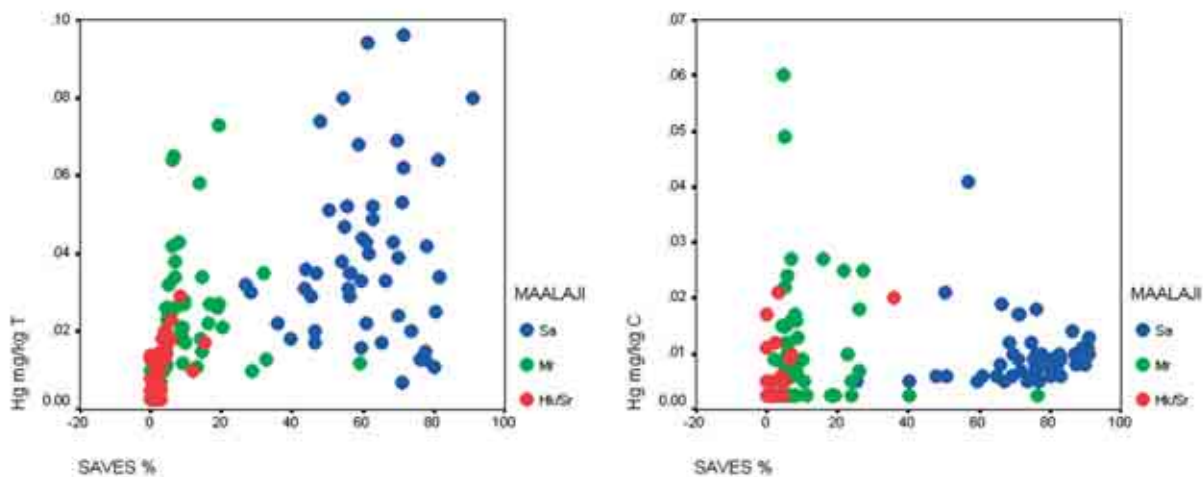 .10
.08
.06
.04
.02
0.00
Hg mg/kg T
-20 0 20 40 60 80 100
SAVES %
MAALAJI
Sa
Mr
Hk/Sr
.07
.06
.05
.04
.03
.02
.01
0.00
Hg mg/kg C
-20 0 20 40 60 80 100
SAVES %
MAALAJI
Sa
Mr
Hk/Sr